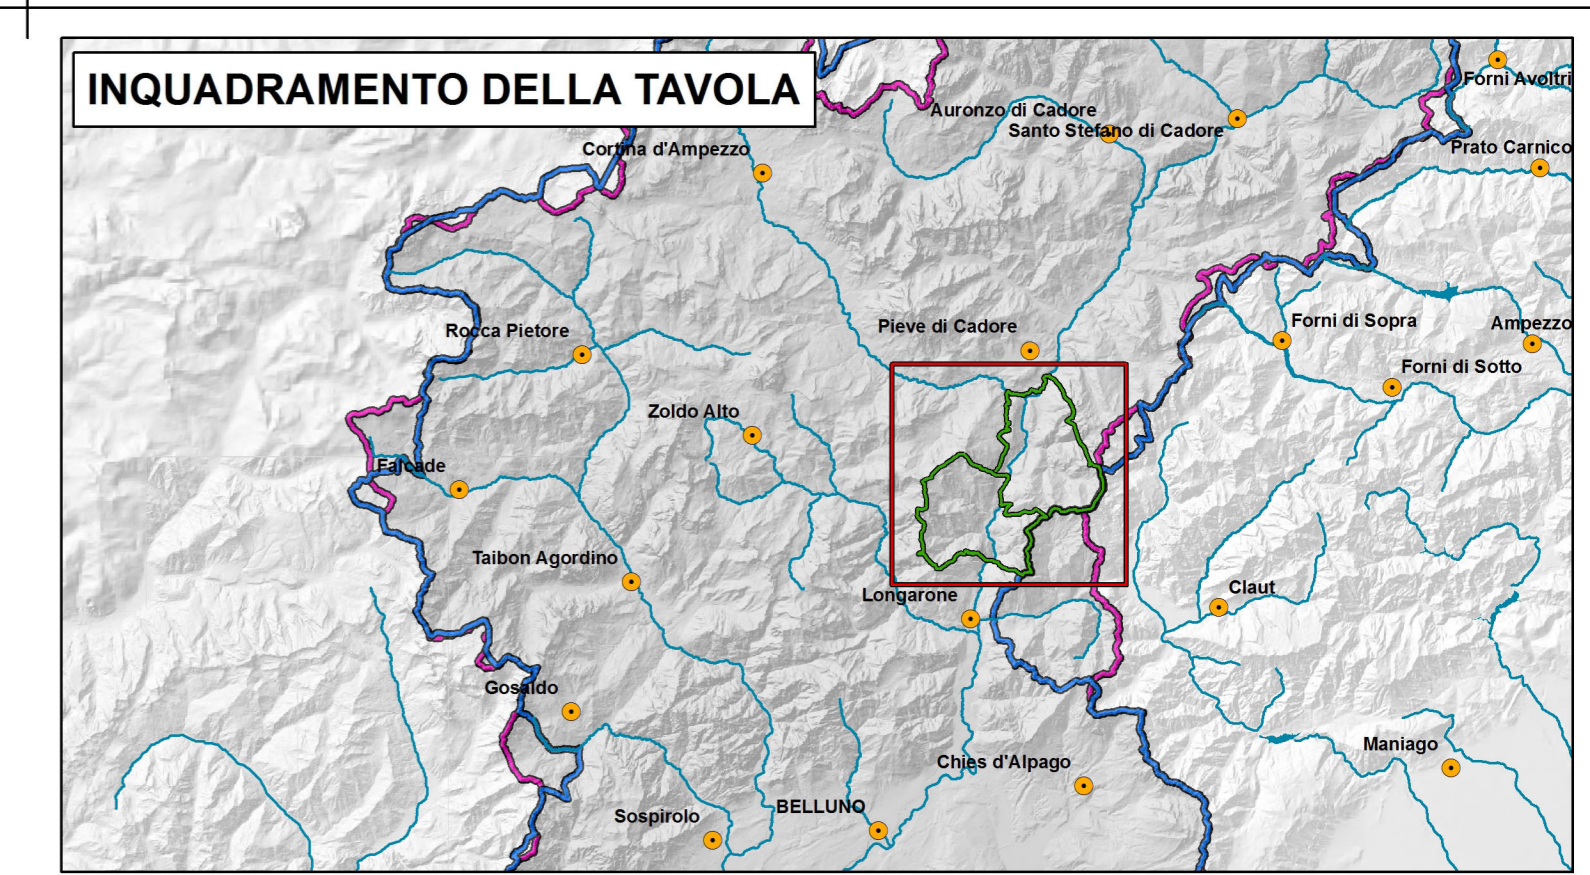 INQUADRAMENTO DELLA TAVOLA
Forni Avoltri
Auronzo di Cadore
Santo Stefano di Cadore
Cortina d'Ampezzo
Prato Carnico
Rocca Pietore
Pieve di Cadore
Forni di Sopra
Ampezzo
Forni di Sotto
Zoldo Alto
Falcade
Taibon Agordino
Longarone
Claut
Gosaldo
Maniago
Chies d'Alpago
BELLUNO
Sospirolo